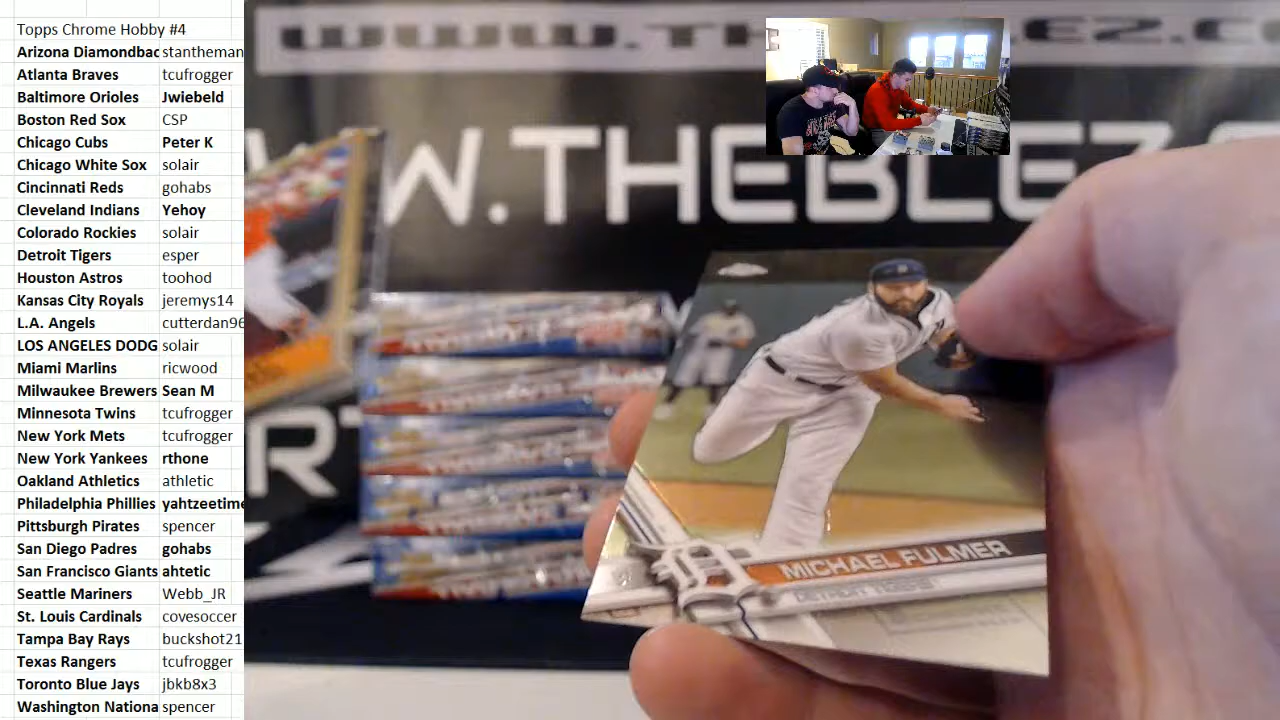 Topps Chrome Hobby #4
Arizona Diamondbac stantheman
Atlanta Braves tcufrogger
Baltimore Orioles Jwiebeld
Boston Red Sox CSP
Chicago Cubs Peter K
Chicago White Sox solair
Cincinnati Reds gohabs
Cleveland Indians Yehoy
Colorado Rockies solair
Detroit Tigers esper
Houston Astros toohod
Kansas City Royals jeremys14
L.A. Angels cutterdan96
LOS ANGELES DODG solair
Miami Marlins ricwood
Milwaukee Brewers Sean M
Minnesota Twins tcufrogger
New York Mets tcufrogger
New York Yankees rthone
Oakland Athletics athletic
Philadelphia Phillies yahtzeetime
Pittsburgh Pirates spencer
San Diego Padres gohabs
San Francisco Giants ahtetic
Seattle Mariners Webb_JR
St. Louis Cardinals covesoccer
Tampa Bay Rays buckshot21
Texas Rangers tcufrogger
Toronto Blue Jays jbkb8x3
Washington Nationa spencer
W.THEBLEZ.
MICHAEL FULMER
DETROIT TIGERS